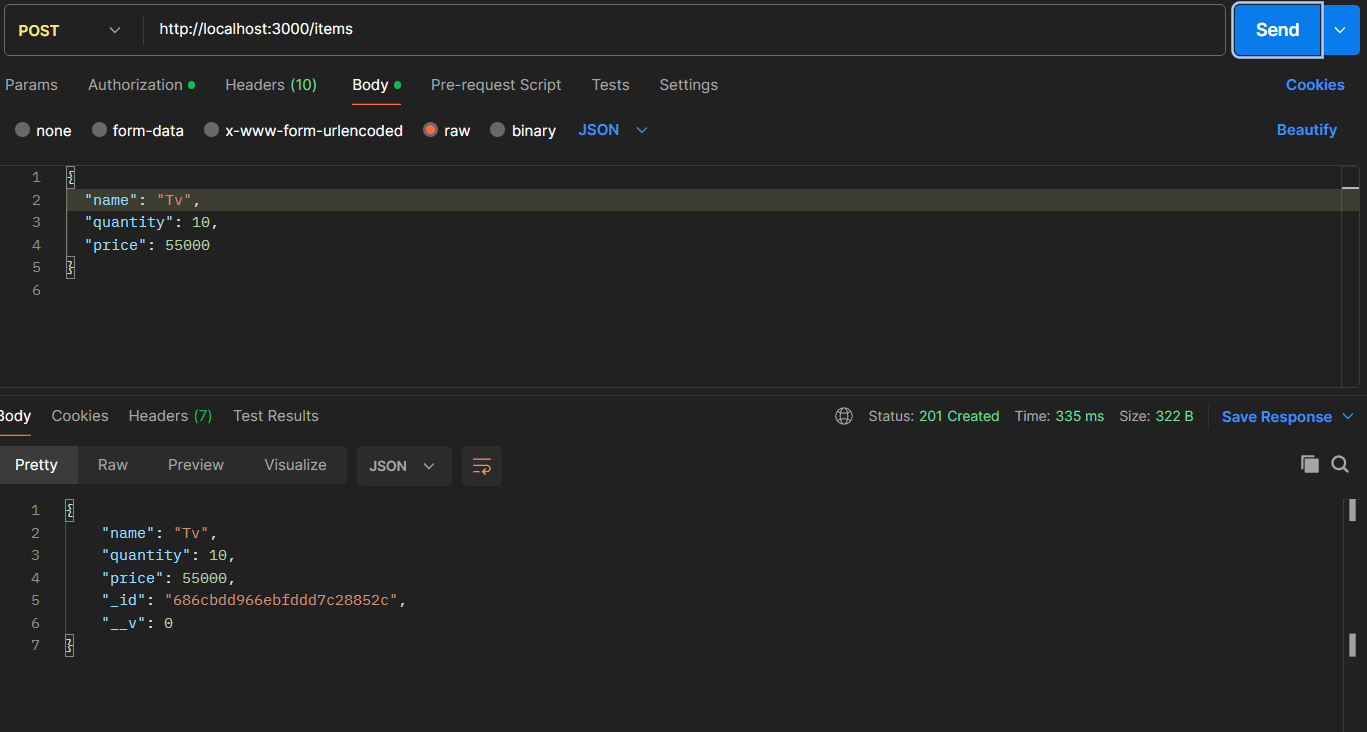 POST http://localhost:3000/items Send
Params Authorization Headers (10) Body Pre-request Script Tests Settings Cookies
none form-data x-www-form-urlencoded raw binary JSON Beautify
1 {
2 "name": "Tv",
3 "quantity": 10,
4 "price": 55000
5 }
6
Body Cookies Headers (7) Test Results Status: 201 Created Time: 335 ms Size: 322 B Save Response
Pretty Raw Preview Visualize JSON
1 {
2 "name": "Tv",
3 "quantity": 10,
4 "price": 55000,
5 "_id": "686cbdd966ebfddd7c28852c",
6 "__v": 0
7 }